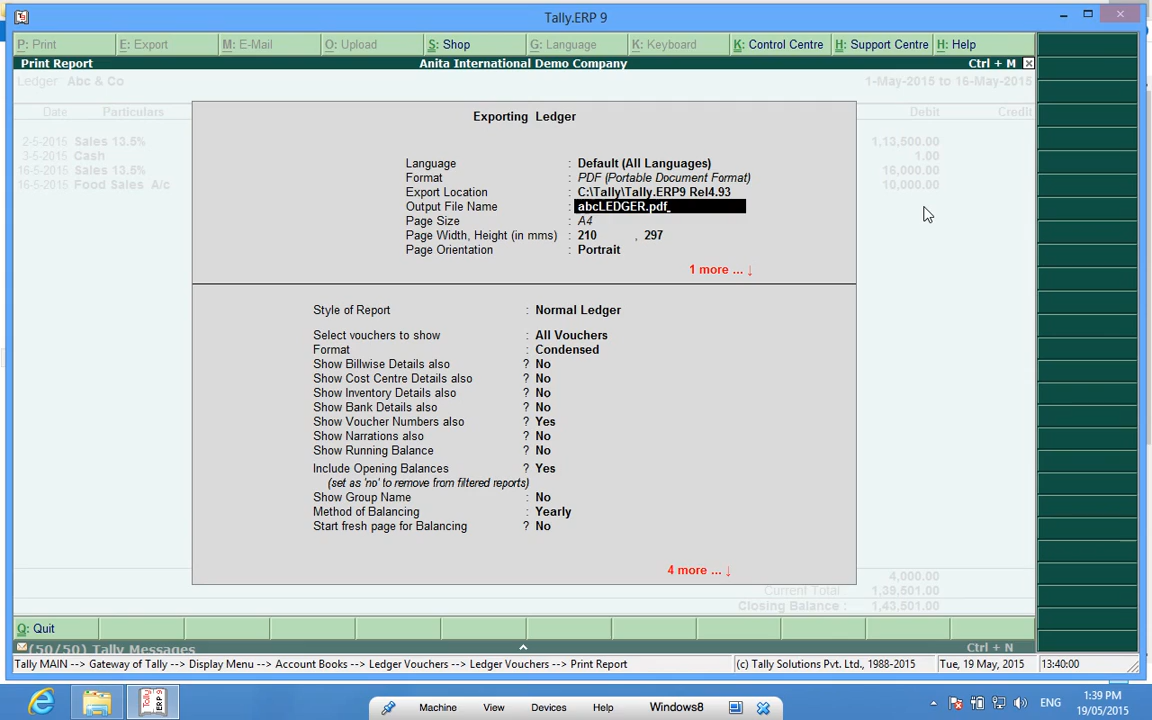 Tally.ERP 9
P: Print E: Export M: E-Mail O: Upload S: Shop G: Language K: Keyboard K: Control Centre H: Support Centre H: Help
Print Report Anita International Demo Company Ctrl + M
Ledger Abc & Co 1-May-2015 to 16-May-2015
Date Particulars Debit Credit
2-5-2015 Sales 13.5% 1,13,500.00
3-5-2015 Cash 1.00
16-5-2015 Sales 13.5% 16,000.00
16-5-2015 Food Sales A/c 10,000.00
Exporting Ledger
Language : Default (All Languages)
Format : PDF (Portable Document Format)
Export Location : C:\Tally\Tally.ERP9 Rel4.93
Output File Name : abcLEDGER.pdf_
Page Size : A4
Page Width, Height (in mms) : 210 , 297
Page Orientation : Portrait
1 more ... ↓
Style of Report : Normal Ledger
Select vouchers to show : All Vouchers
Format : Condensed
Show Billwise Details also ? No
Show Cost Centre Details also ? No
Show Inventory Details also ? No
Show Bank Details also ? No
Show Voucher Numbers also ? Yes
Show Narrations also ? No
Show Running Balance ? No
Include Opening Balances ? Yes
(set as 'no' to remove from filtered reports)
Show Group Name : No
Method of Balancing : Yearly
Start fresh page for Balancing ? No
4 more ... ↓
4,000.00
Current Total 1,39,501.00
Closing Balance : 1,43,501.00
Q: Quit
(50/50) Tally Messages Ctrl + N
Tally MAIN --> Gateway of Tally --> Display Menu --> Account Books --> Ledger Vouchers --> Ledger Vouchers --> Print Report (c) Tally Solutions Pvt. Ltd., 1988-2015 Tue, 19 May, 2015 13:40:00
Tally ERP 9
Machine View Devices Help Windows8
ENG
1:39 PM
19/05/2015